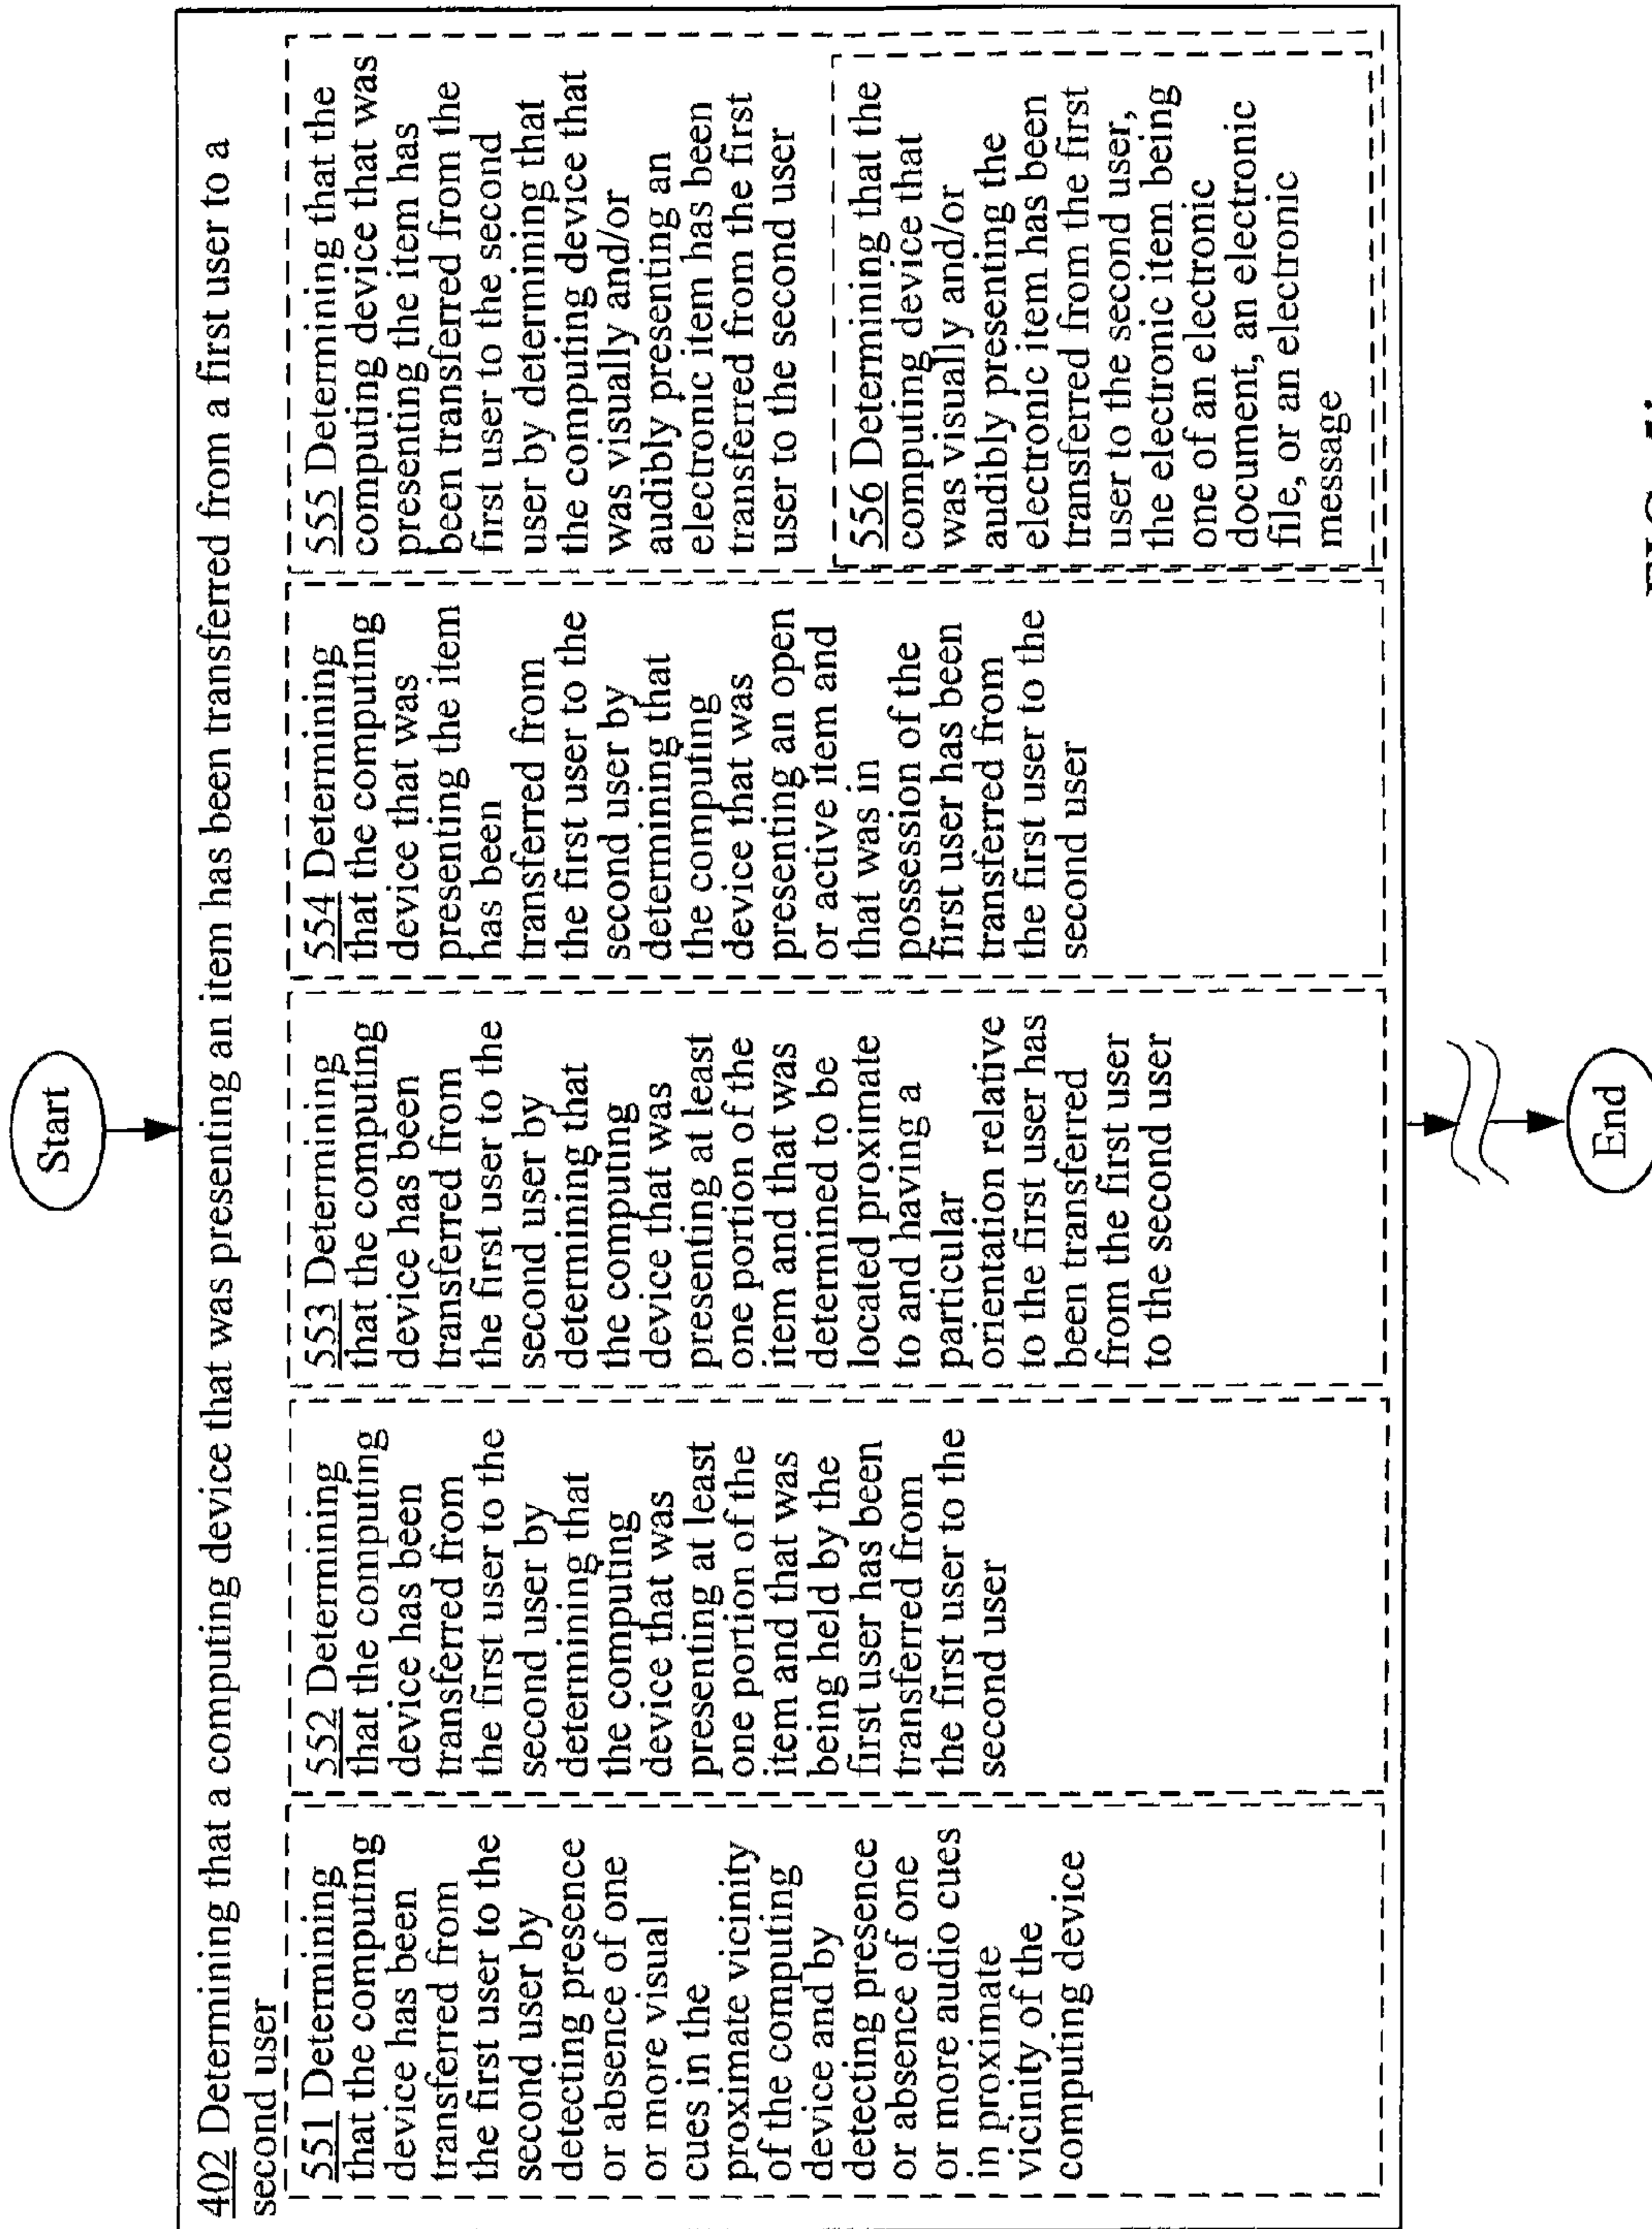 Start
402 Determining that a computing device that was presenting an item has been transferred from a first user to a
second user
551 Determining
that the computing
device has been
transferred from
the first user to the
second user by
detecting presence
or absence of one
or more visual
cues in the
proximate vicinity
of the computing
device and by
detecting presence
or absence of one
or more audio cues
in proximate
vicinity of the
computing device
552 Determining
that the computing
device has been
transferred from
the first user to the
second user by
determining that
the computing
device that was
presenting at least
one portion of the
item and that was
being held by the
first user has been
transferred from
the first user to the
second user
553 Determining
that the computing
device has been
transferred from
the first user to the
second user by
determining that
the computing
device that was
presenting at least
one portion of the
item and that was
determined to be
located proximate
to and having a
particular
orientation relative
to the first user has
been transferred
from the first user
to the second user
554 Determining
that the computing
device that was
presenting the item
has been
transferred from
the first user to the
second user by
determining that
the computing
device that was
presenting an open
or active item and
that was in
possession of the
first user has been
transferred from
the first user to the
second user
555 Determining that the
computing device that was
presenting the item has
been transferred from the
first user to the second
user by determining that
the computing device that
was visually and/or
audibly presenting an
electronic item has been
transferred from the first
user to the second user
556 Determining that the
computing device that
was visually and/or
audibly presenting the
electronic item has been
transferred from the first
user to the second user,
the electronic item being
one of an electronic
document, an electronic
file, or an electronic
message
End